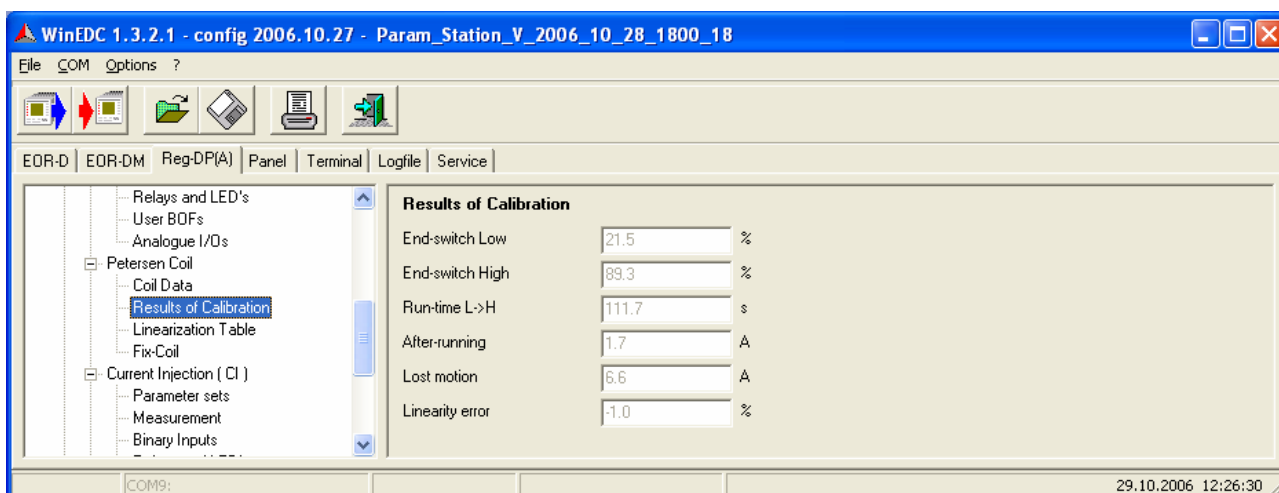 WinEDC 1.3.2.1 - config 2006.10.27 - Param_Station_V_2006_10_28_1800_18
File COM Options ?
EOR-D EOR-DM Reg-DP(A) Panel Terminal Logfile Service
Relays and LED's
User BOFs
Analogue I/Os
Petersen Coil
Coil Data
Results of Calibration
Linearization Table
Fix-Coil
Current Injection ( CI )
Parameter sets
Measurement
Binary Inputs
Results of Calibration
End-switch Low 21.5 %
End-switch High 89.3 %
Run-time L->H 111.7 s
After-running 1.7 A
Lost motion 6.6 A
Linearity error -1.0 %
COM9: 29.10.2006 12:26:30